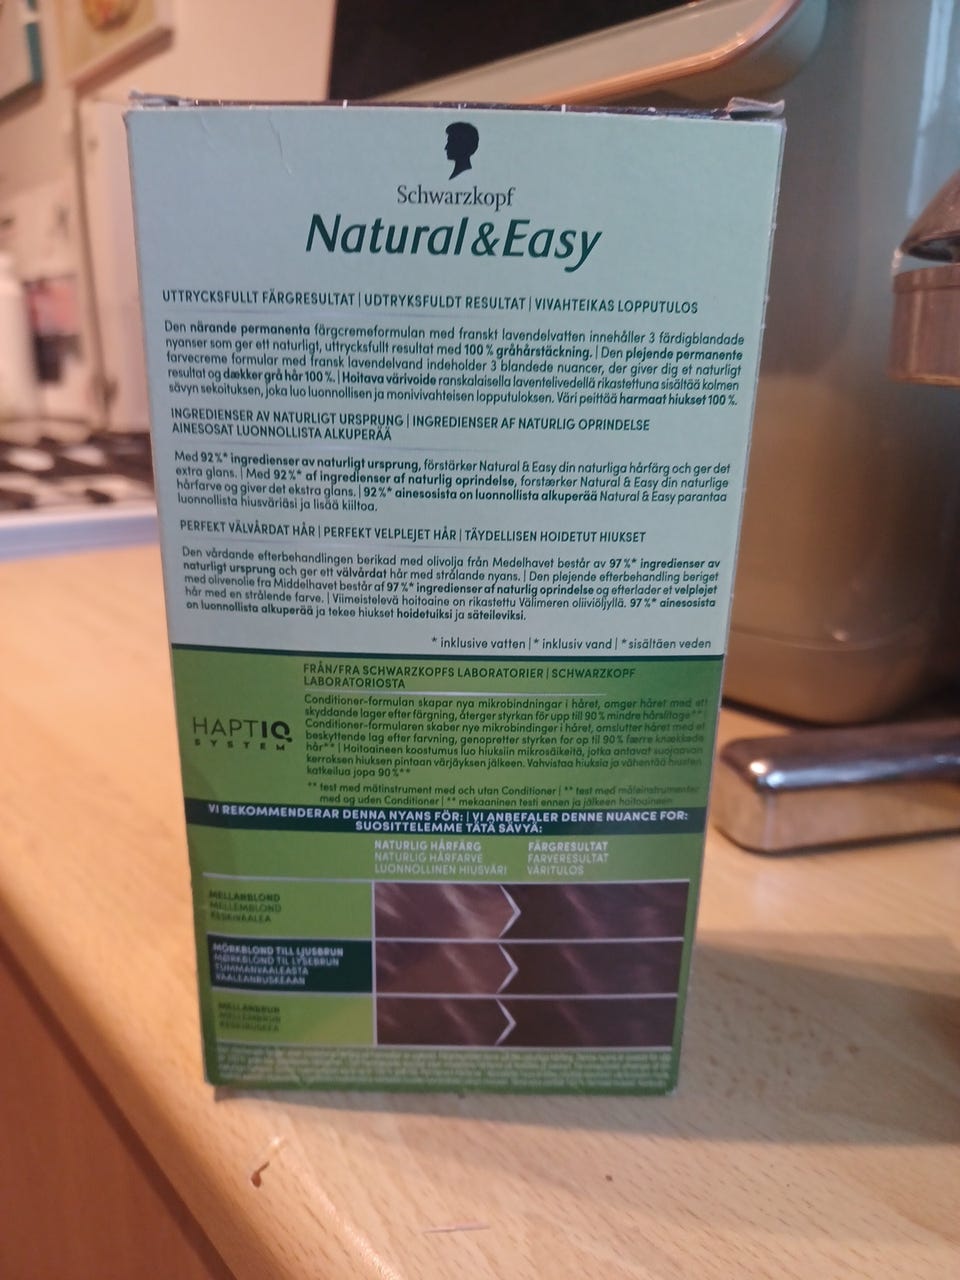 Schwarzkopf
Natural&Easy
UTTRYCKSFULLT FÄRGRESULTAT | UDTRYKSFULDT RESULTAT | VIVAHTEIKAS LOPPUTULOS
Den närande permanenta färgcremeformulan med franskt lavendelvatten innehåller 3 färdigblandade
nyanser som ger ett naturligt, uttrycksfullt resultat med 100 % gråhårstäckning. | Den plejende permanente
farvecreme formular med fransk lavendelvand indeholder 3 blandede nuancer, der giver dig et naturligt
resultat og dækker grå hår 100 %. | Hoitava värivoide ranskalaisella laventelivedellä rikastettuna sisältää kolmen
sävyn sekoituksen, joka luo luonnollisen ja monivivahteisen lopputuloksen. Väri peittää harmaat hiukset 100 %.
INGREDIENSER AV NATURLIGT URSPRUNG | INGREDIENSER AF NATURLIG OPRINDELSE
AINESOSAT LUONNOLLISTA ALKUPERÄÄ
Med 92%* ingredienser av naturligt ursprung, förstärker Natural & Easy din naturliga hårfärg och ger det
extra glans. | Med 92%* af ingredienser af naturlig oprindelse, forstærker Natural & Easy din naturlige
hårfarve og giver det ekstra glans. | 92%* ainesosista on luonnollista alkuperää Natural & Easy parantaa
luonnollista hiusväriäsi ja lisää kiiltoa.
PERFEKT VÄLVÅRDAT HÅR | PERFEKT VELPLEJET HÅR | TÄYDELLISEN HOIDETUT HIUKSET
Den vårdande efterbehandlingen berikad med olivolja från Medelhavet består av 97%* ingredienser av
naturligt ursprung och ger ett välvårdat hår med strålande nyans. | Den plejende efterbehandling beriget
med olivenolie fra Middelhavet består af 97%* ingredienser af naturlig oprindelse og efterlader et velplejet
hår med en strålende farve. | Viimeistelevä hoitoaine on rikastettu Välimeren oliiviöljyllä. 97%* ainesosista
on luonnollista alkuperää ja tekee hiukset hoidetuiksi ja säteileviksi.
* inklusive vatten | * inklusiv vand | * sisältäen veden
FRÅN/FRA SCHWARZKOPFS LABORATORIER | SCHWARZKOPF
LABORATORIOSTA
HAPTIQ
SYSTEM
Conditioner-formulan skapar nya mikrobindningar i håret, omger håret med ett
skyddande lager efter färgning, återger styrkan för upp till 90% mindre hårslitage** |
Conditionerformularen skaber nye mikrobindinger i håret, omslutter håret med et
beskyttende lag efter farvning, genopretter styrken for op til 90% færre knækkede
hår** | Hoitoaineen koostumus luo hiuksiin mikrosäikeitä, jotka antavat suojaavan
kerroksen hiuksen pintaan värjäyksen jälkeen. Vahvistaa hiuksia ja vähentää hiusten
katkeilua jopa 90%**
** test med mätinstrument med och utan Conditioner | ** test med måleinstrumenter
med og uden Conditioner | ** mekaaninen testi ennen ja jälkeen hoitoaineen
VI REKOMMENDERAR DENNA NYANS FÖR: | VI ANBEFALER DENNE NUANCE FOR:
SUOSITTELEMME TÄTÄ SÄVYÄ:
NATURLIG HÅRFÄRG
NATURLIG HÅRFARVE
LUONNOLLINEN HIUSVÄRI
FÄRGRESULTAT
FARVERESULTAT
VÄRITULOS
MELLANBLOND
MELLEMBLOND
KESKIVAALEA
MÖRKBLOND TILL LJUSBRUN
MØRKBLOND TIL LYSEBRUN
TUMMANVAALEASTA
VAALEANRUSKEAAN
MELLANBRUN
MELLEMBRUN
KESKIRUSKEA